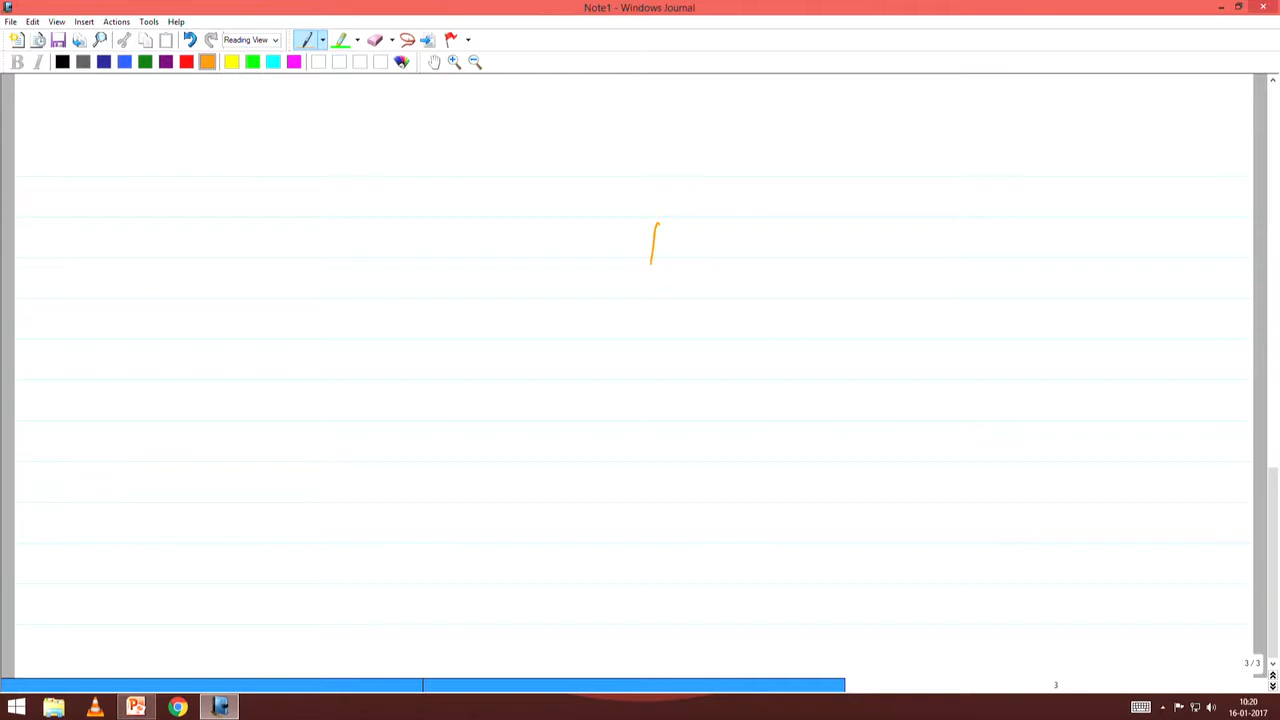 Note1 - Windows Journal
File Edit View Insert Actions Tools Help
Reading View
B I
3 / 3
3
10:20
16-01-2017